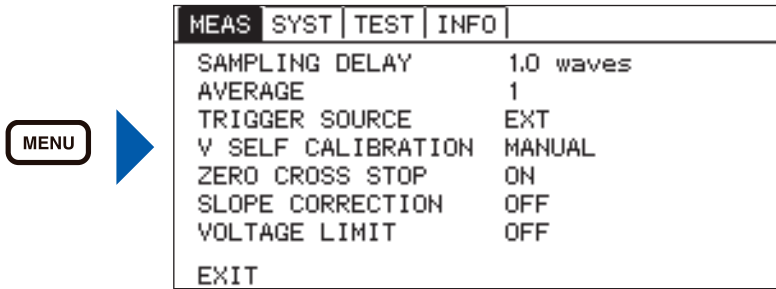 MEAS SYST TEST INFO
MENU
SAMPLING DELAY 1.0 waves
AVERAGE 1
TRIGGER SOURCE EXT
V SELF CALIBRATION MANUAL
ZERO CROSS STOP ON
SLOPE CORRECTION OFF
VOLTAGE LIMIT OFF
EXIT